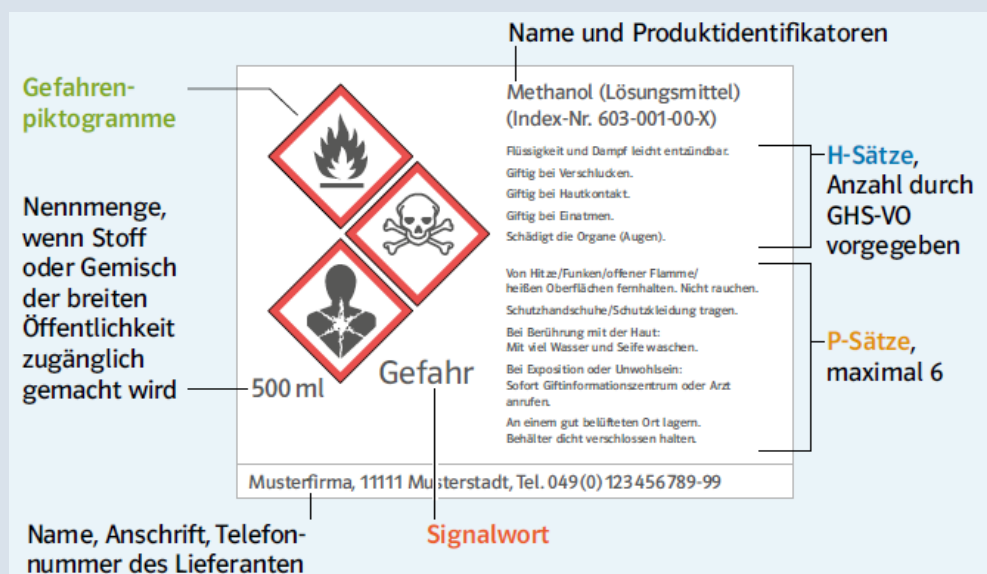 Name und Produktidentifikatoren
Gefahren-
piktogramme
Nennmenge,
wenn Stoff
oder Gemisch
der breiten
Öffentlichkeit
zugänglich
gemacht wird
500 ml
Gefahr
Methanol (Lösungsmittel)
(Index-Nr. 603-001-00-X)
Flüssigkeit und Dampf leicht entzündbar.
Giftig bei Verschlucken.
Giftig bei Hautkontakt.
Giftig bei Einatmen.
Schädigt die Organe (Augen).
Von Hitze/Funken/offener Flamme/
heißen Oberflächen fernhalten. Nicht rauchen.
Schutzhandschuhe/Schutzkleidung tragen.
Bei Berührung mit der Haut:
Mit viel Wasser und Seife waschen.
Bei Exposition oder Unwohlsein:
Sofort Giftinformationszentrum oder Arzt
anrufen.
An einem gut belüfteten Ort lagern.
Behälter dicht verschlossen halten.
H-Sätze,
Anzahl durch
GHS-VO
vorgegeben
P-Sätze,
maximal 6
Musterfirma, 11111 Musterstadt, Tel. 049(0)123456789-99
Name, Anschrift, Telefon-
nummer des Lieferanten
Signalwort